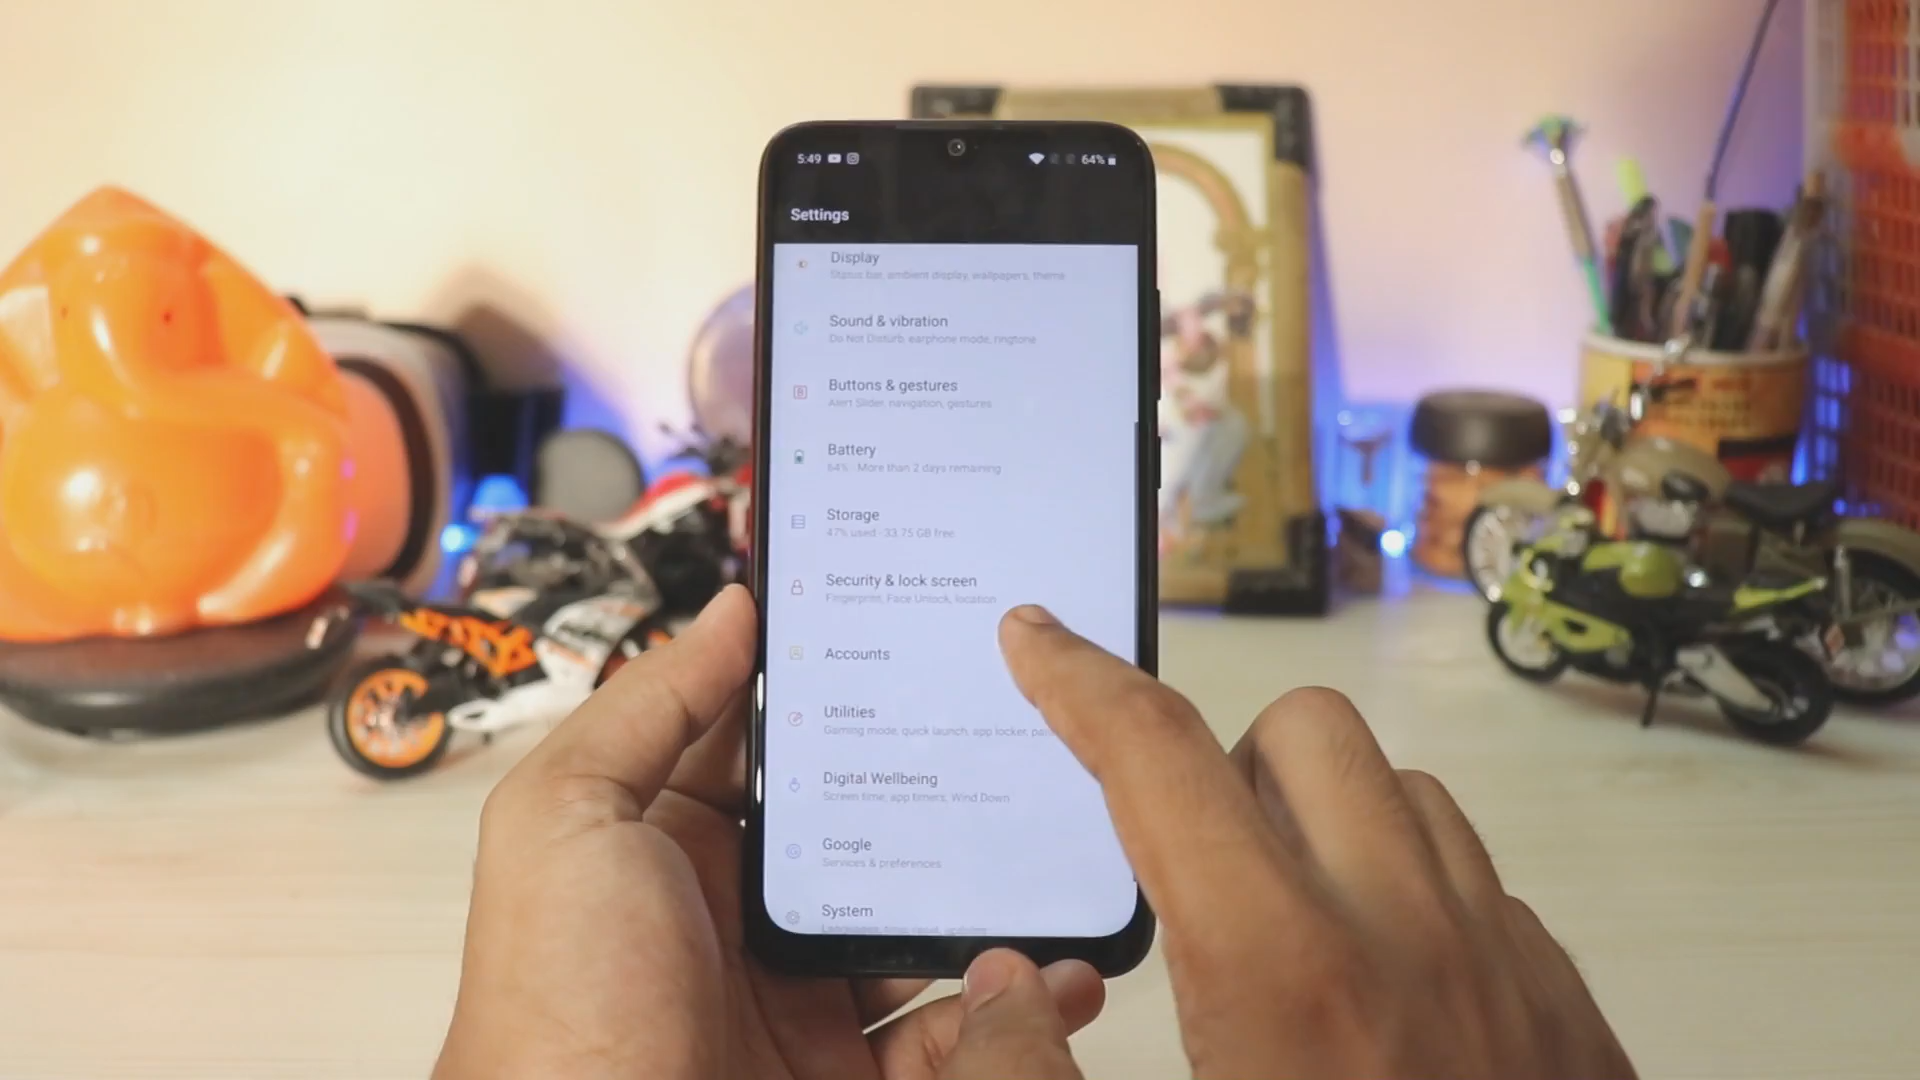 5:49
64%
Settings
Display
Status bar, ambient display, wallpapers, theme
Sound & vibration
Do Not Disturb, earphone mode, ringtone
Buttons & gestures
Alert Slider, navigation, gestures
Battery
64% - More than 2 days remaining
Storage
47% used - 33.75 GB free
Security & lock screen
Fingerprint, Face Unlock, location
Accounts
Utilities
Gaming mode, quick launch, app locker,
Digital Wellbeing
Screen time, app timers, Wind Down
Google
Services & preferences
System